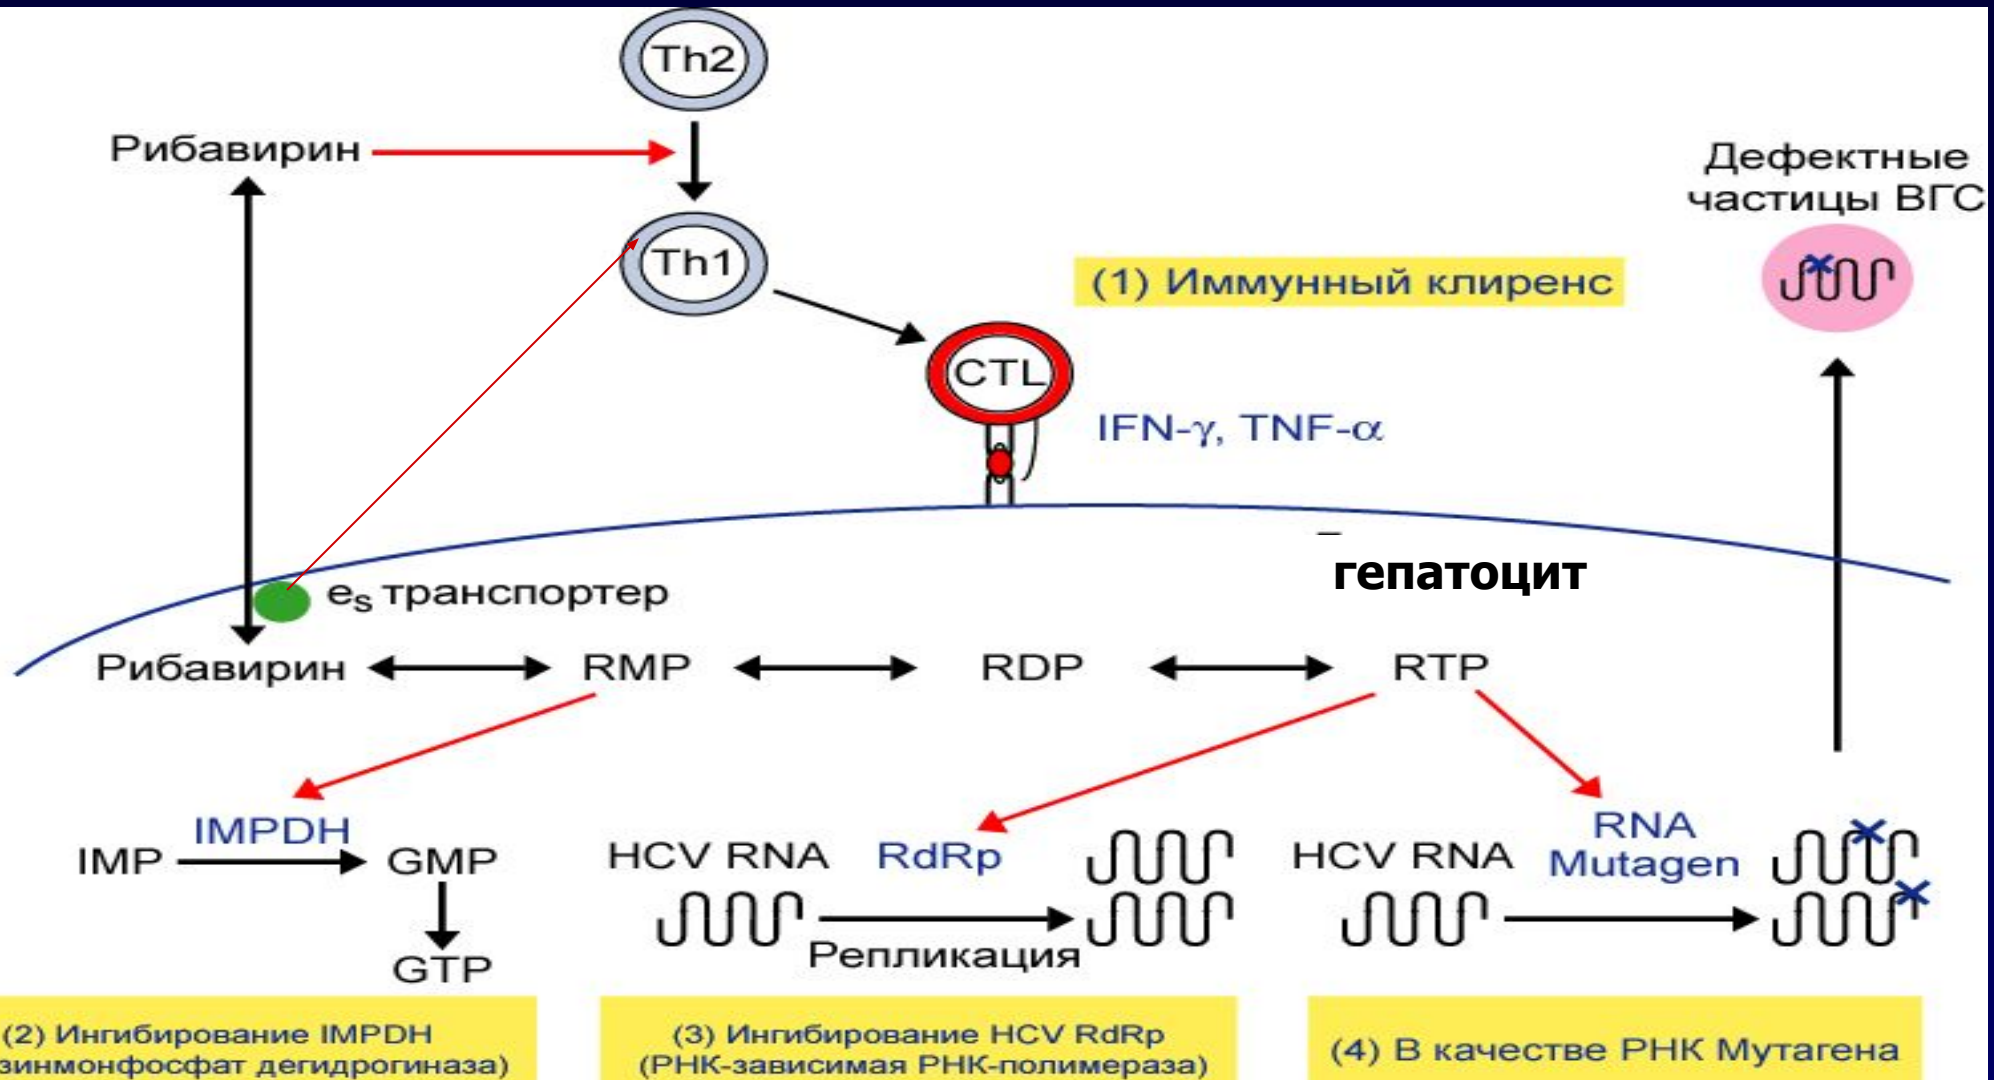 Th2
Рибавирин
Дефектные
частицы ВГС
Th1
(1) Иммунный клиренс
CTL
IFN-γ, TNF-α
гепатоцит
es транспортер
Рибавирин RMP RDP RTP
IMPDH
IMP GMP
GTP
HCV RNA RdRp
Репликация
HCV RNA
RNA
Mutagen
(2) Ингибирование IMPDH
зинмонфосфат дегидрогиназа)
(3) Ингибирование HCV RdRp
(РНК-зависимая РНК-полимераза)
(4) В качестве РНК Мутагена